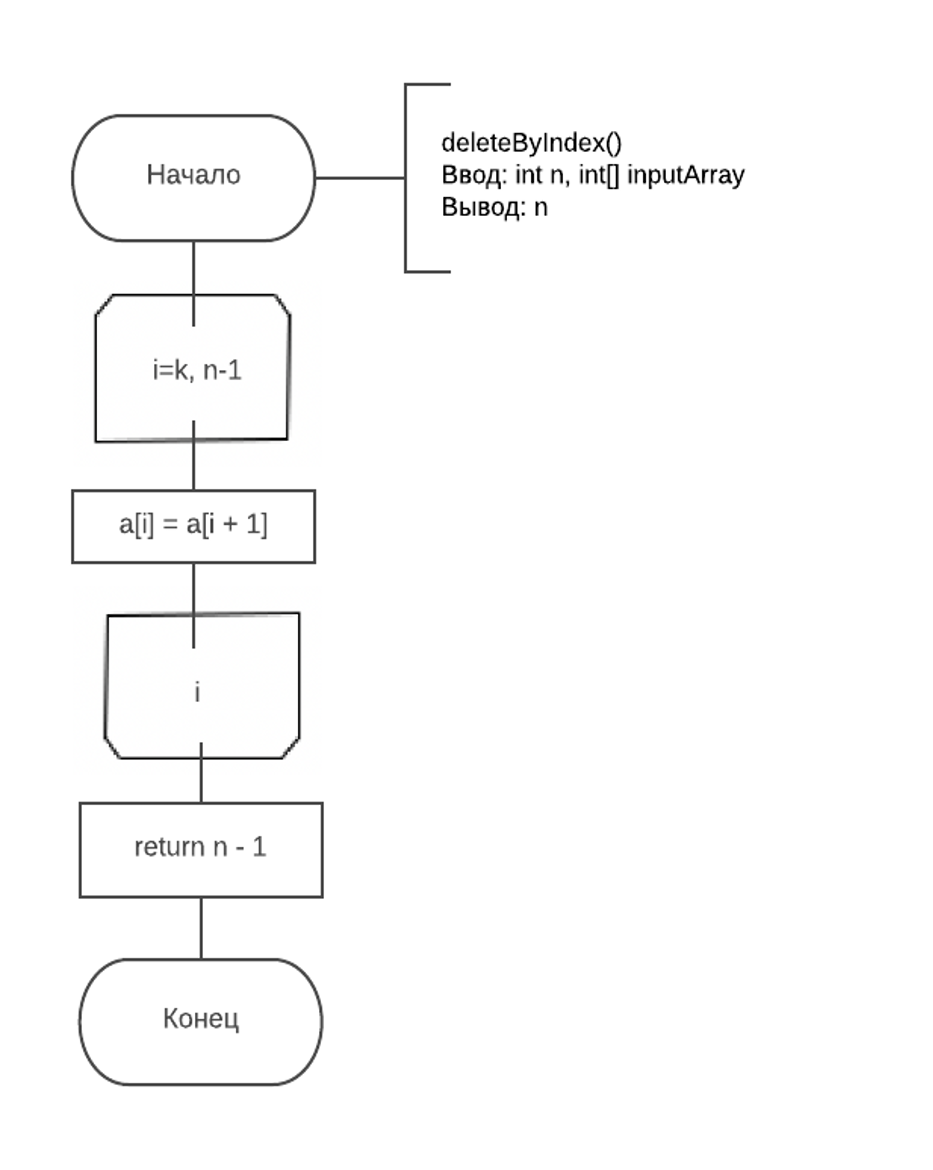 Начало
deleteByIndex()
Ввод: int n, int[] inputArray
Вывод: n
i=k, n-1
a[i] = a[i + 1]
i
return n - 1
Конец